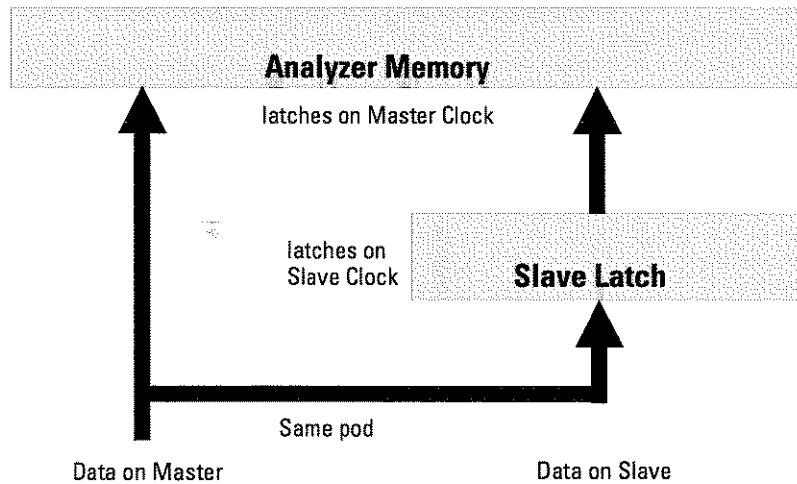 Analyzer Memory
latches on Master Clock
latches on
Slave Clock
Slave Latch
Same pod
Data on Master
Data on Slave